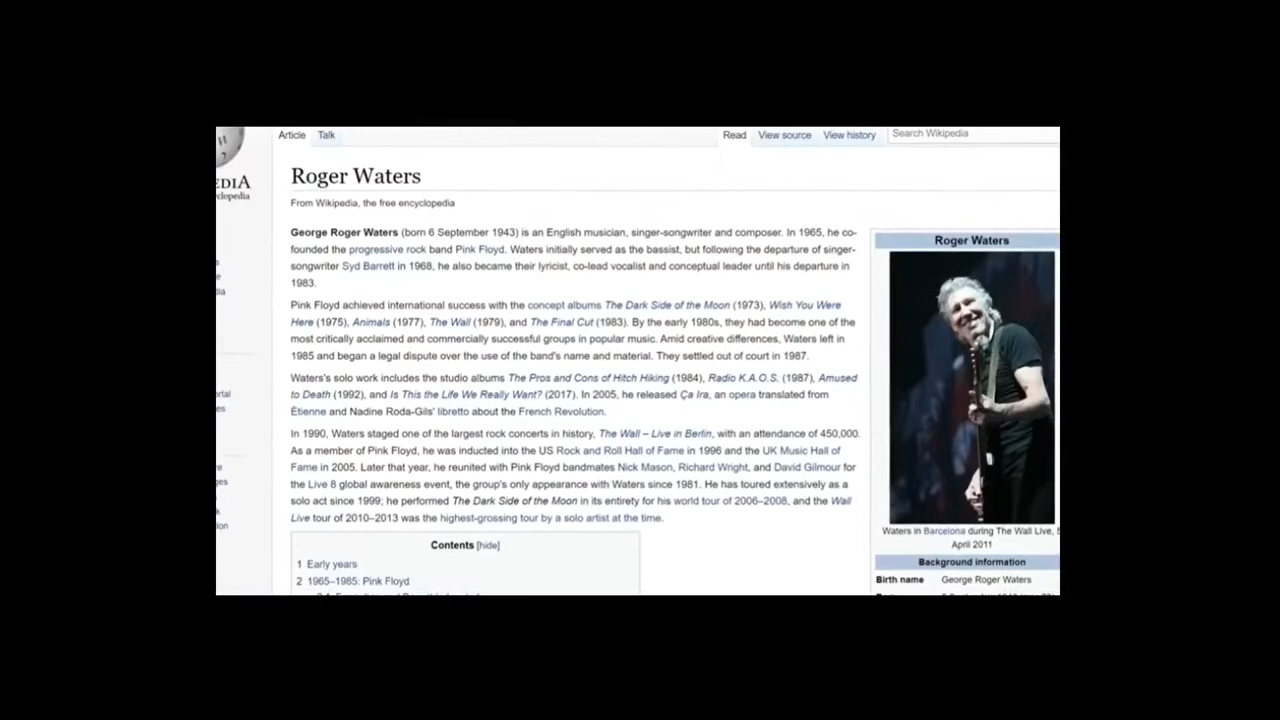 Article Talk Read View source View history Search Wikipedia
EDIA
clopedia
Roger Waters
From Wikipedia, the free encyclopedia
George Roger Waters (born 6 September 1943) is an English musician, singer-songwriter and composer. In 1965, he co-
founded the progressive rock band Pink Floyd. Waters initially served as the bassist, but following the departure of singer-
songwriter Syd Barrett in 1968, he also became their lyricist, co-lead vocalist and conceptual leader until his departure in
1983.
Pink Floyd achieved international success with the concept albums The Dark Side of the Moon (1973), Wish You Were
Here (1975), Animals (1977), The Wall (1979), and The Final Cut (1983). By the early 1980s, they had become one of the
most critically acclaimed and commercially successful groups in popular music. Amid creative differences, Waters left in
1985 and began a legal dispute over the use of the band's name and material. They settled out of court in 1987.
Waters's solo work includes the studio albums The Pros and Cons of Hitch Hiking (1984), Radio K.A.O.S. (1987), Amused
to Death (1992), and Is This the Life We Really Want? (2017). In 2005, he released Ça Ira, an opera translated from
Étienne and Nadine Roda-Gils' libretto about the French Revolution.
In 1990, Waters staged one of the largest rock concerts in history, The Wall – Live in Berlin, with an attendance of 450,000.
As a member of Pink Floyd, he was inducted into the US Rock and Roll Hall of Fame in 1996 and the UK Music Hall of
Fame in 2005. Later that year, he reunited with Pink Floyd bandmates Nick Mason, Richard Wright, and David Gilmour for
the Live 8 global awareness event, the group's only appearance with Waters since 1981. He has toured extensively as a
solo act since 1999; he performed The Dark Side of the Moon in its entirety for his world tour of 2006–2008, and the Wall
Live tour of 2010–2013 was the highest-grossing tour by a solo artist at the time.
Contents [hide]
1 Early years
2 1965–1985: Pink Floyd
Roger Waters
Waters in Barcelona during The Wall Live,
April 2011
Background information
Birth name George Roger Waters